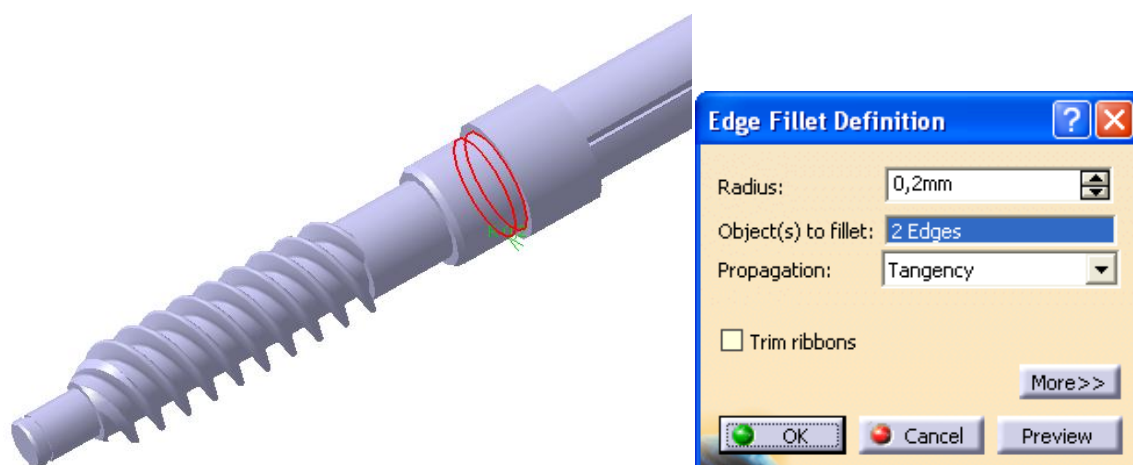 Edge Fillet Definition
Radius: 0,2mm
Object(s) to fillet: 2 Edges
Propagation: Tangency
Trim ribbons
More>>
OK Cancel Preview